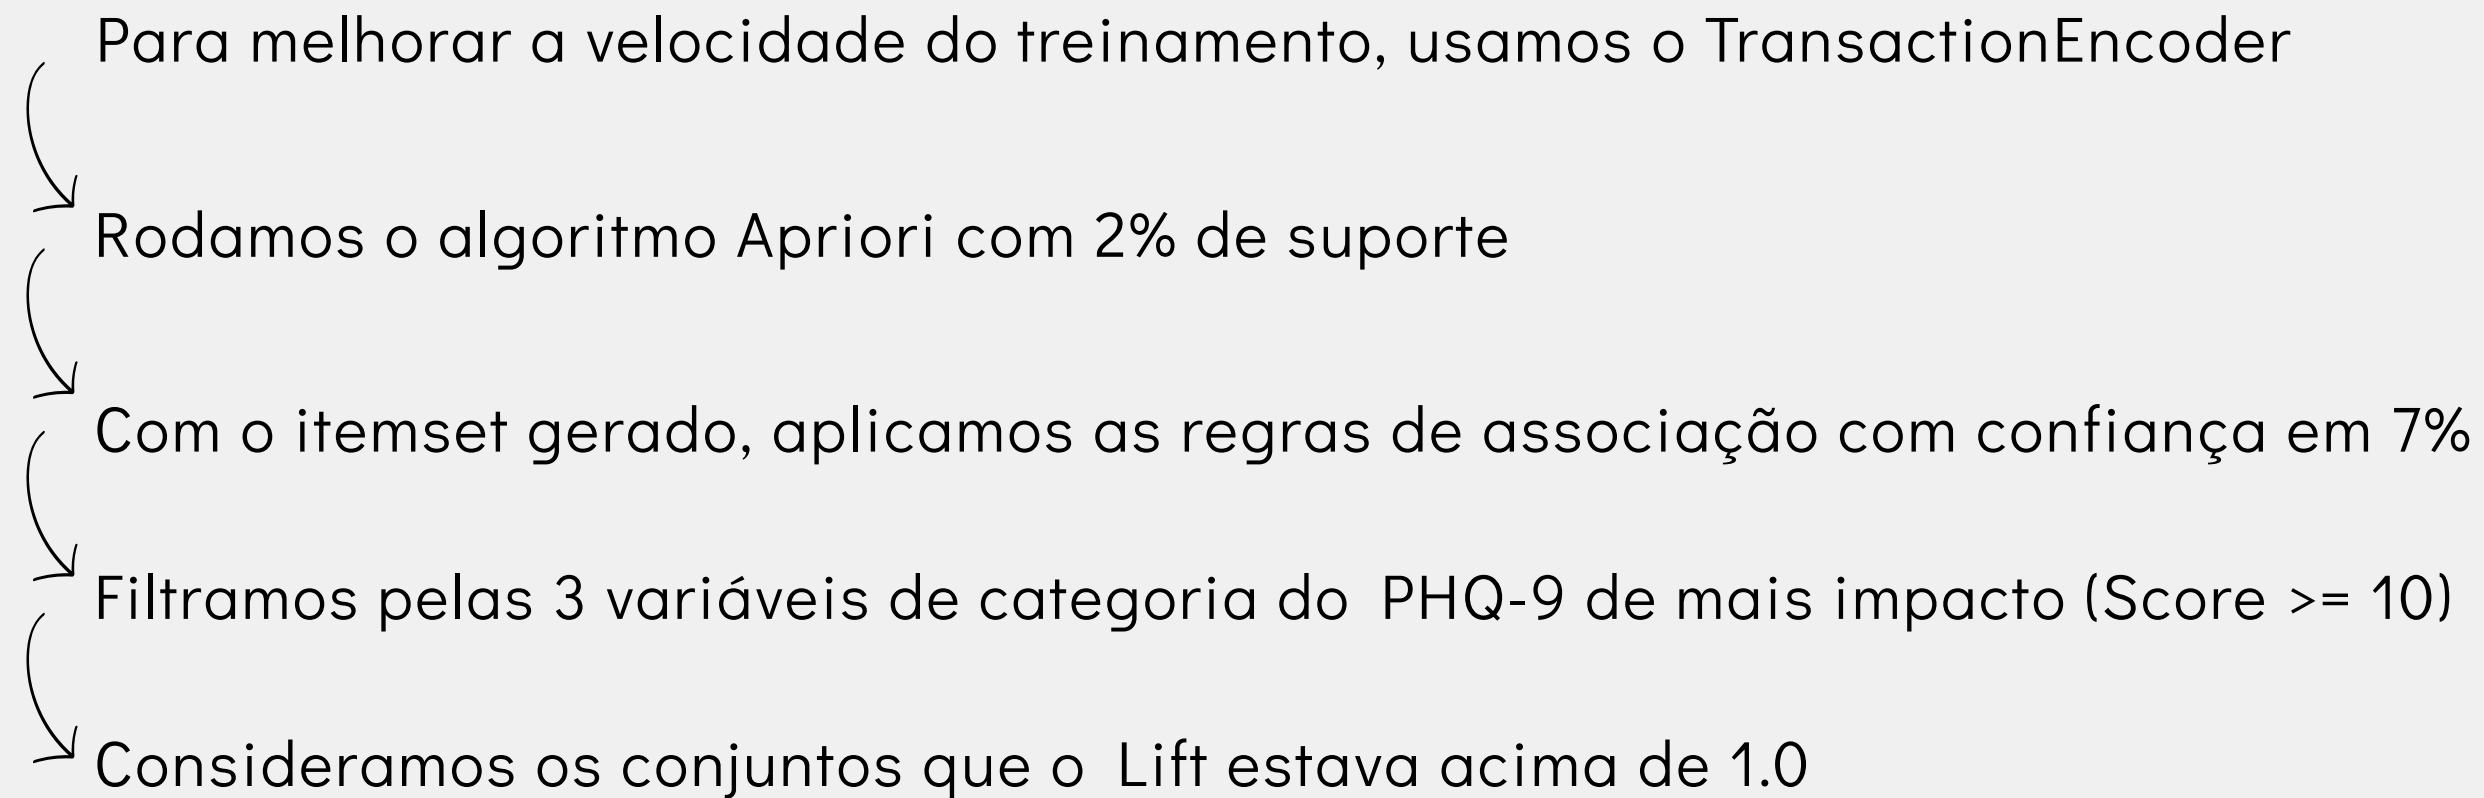 Para melhorar a velocidade do treinamento, usamos o TransactionEncoder
Rodamos o algoritmo Apriori com 2% de suporte
Com o itemset gerado, aplicamos as regras de associação com confiança em 7%
Filtramos pelas 3 variáveis de categoria do PHQ-9 de mais impacto (Score >= 10)
Consideramos os conjuntos que o Lift estava acima de 1.0